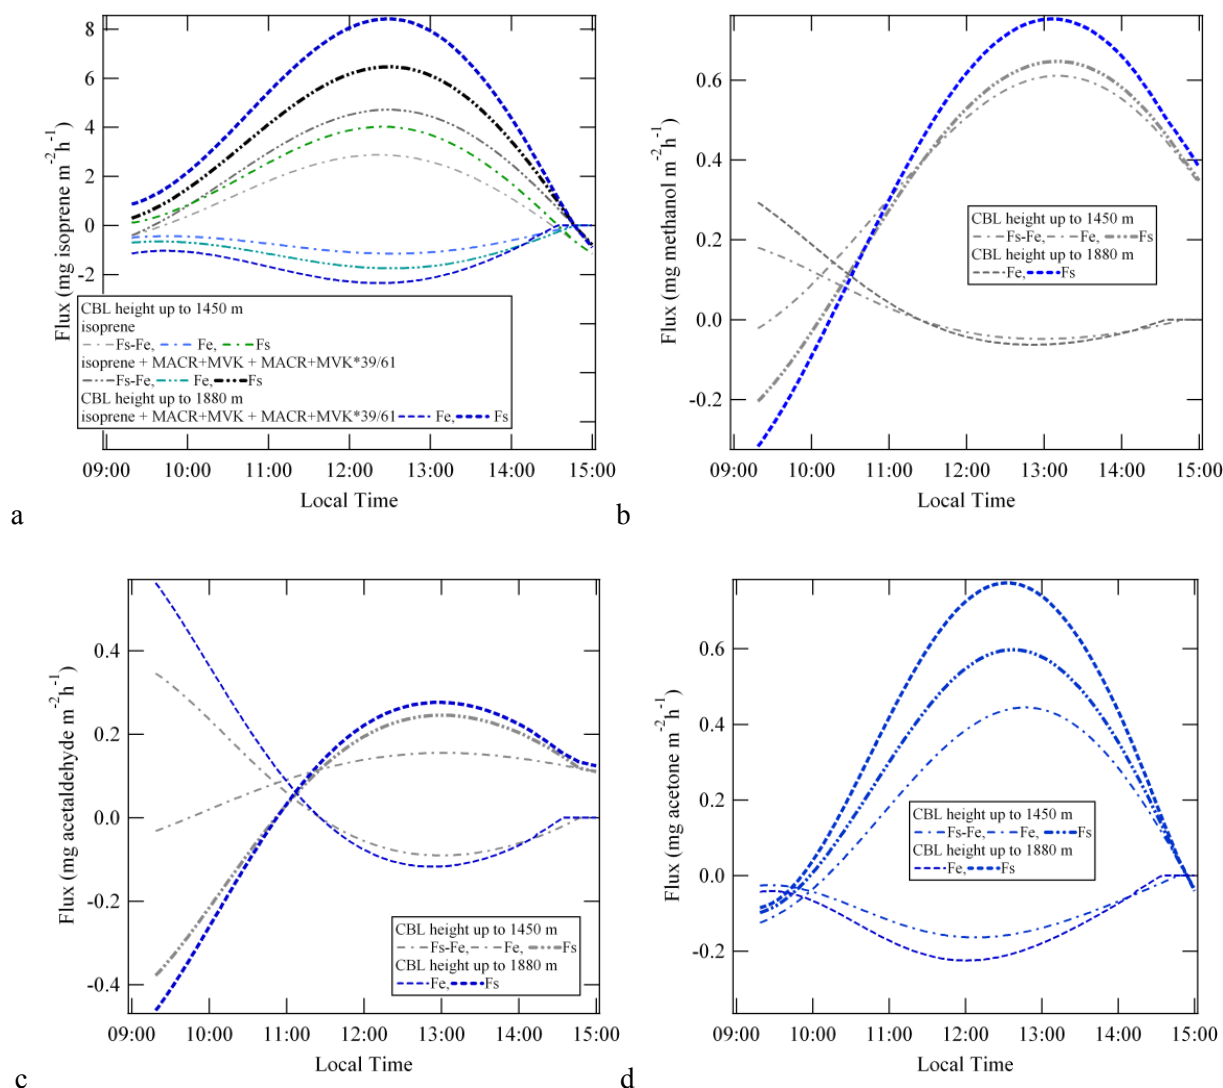 8
6
4
2
0
-2
Flux (mg isoprene m⁻²h⁻¹)
CBL height up to 1450 m
isoprene
Fs-Fe, Fe, Fs
isoprene + MACR+MVK + MACR+MVK*39/61
Fs-Fe, Fe, Fs
CBL height up to 1880 m
isoprene + MACR+MVK + MACR+MVK*39/61 Fe, Fs
09:00 10:00 11:00 12:00 13:00 14:00 15:00
Local Time
a
0.6
0.4
0.2
0.0
-0.2
Flux (mg methanol m⁻²h⁻¹)
CBL height up to 1450 m
Fs-Fe, Fe, Fs
CBL height up to 1880 m
Fe, Fs
09:00 10:00 11:00 12:00 13:00 14:00 15:00
Local Time
b
0.4
0.2
0.0
-0.2
-0.4
Flux (mg acetaldehyde m⁻²h⁻¹)
CBL height up to 1450 m
Fs-Fe, Fe, Fs
CBL height up to 1880 m
Fe, Fs
09:00 10:00 11:00 12:00 13:00 14:00 15:00
Local Time
c
0.6
0.4
0.2
0.0
-0.2
Flux (mg acetone m⁻²h⁻¹)
CBL height up to 1450 m
Fs-Fe, Fe, Fs
CBL height up to 1880 m
Fe, Fs
09:00 10:00 11:00 12:00 13:00 14:00 15:00
Local Time
d